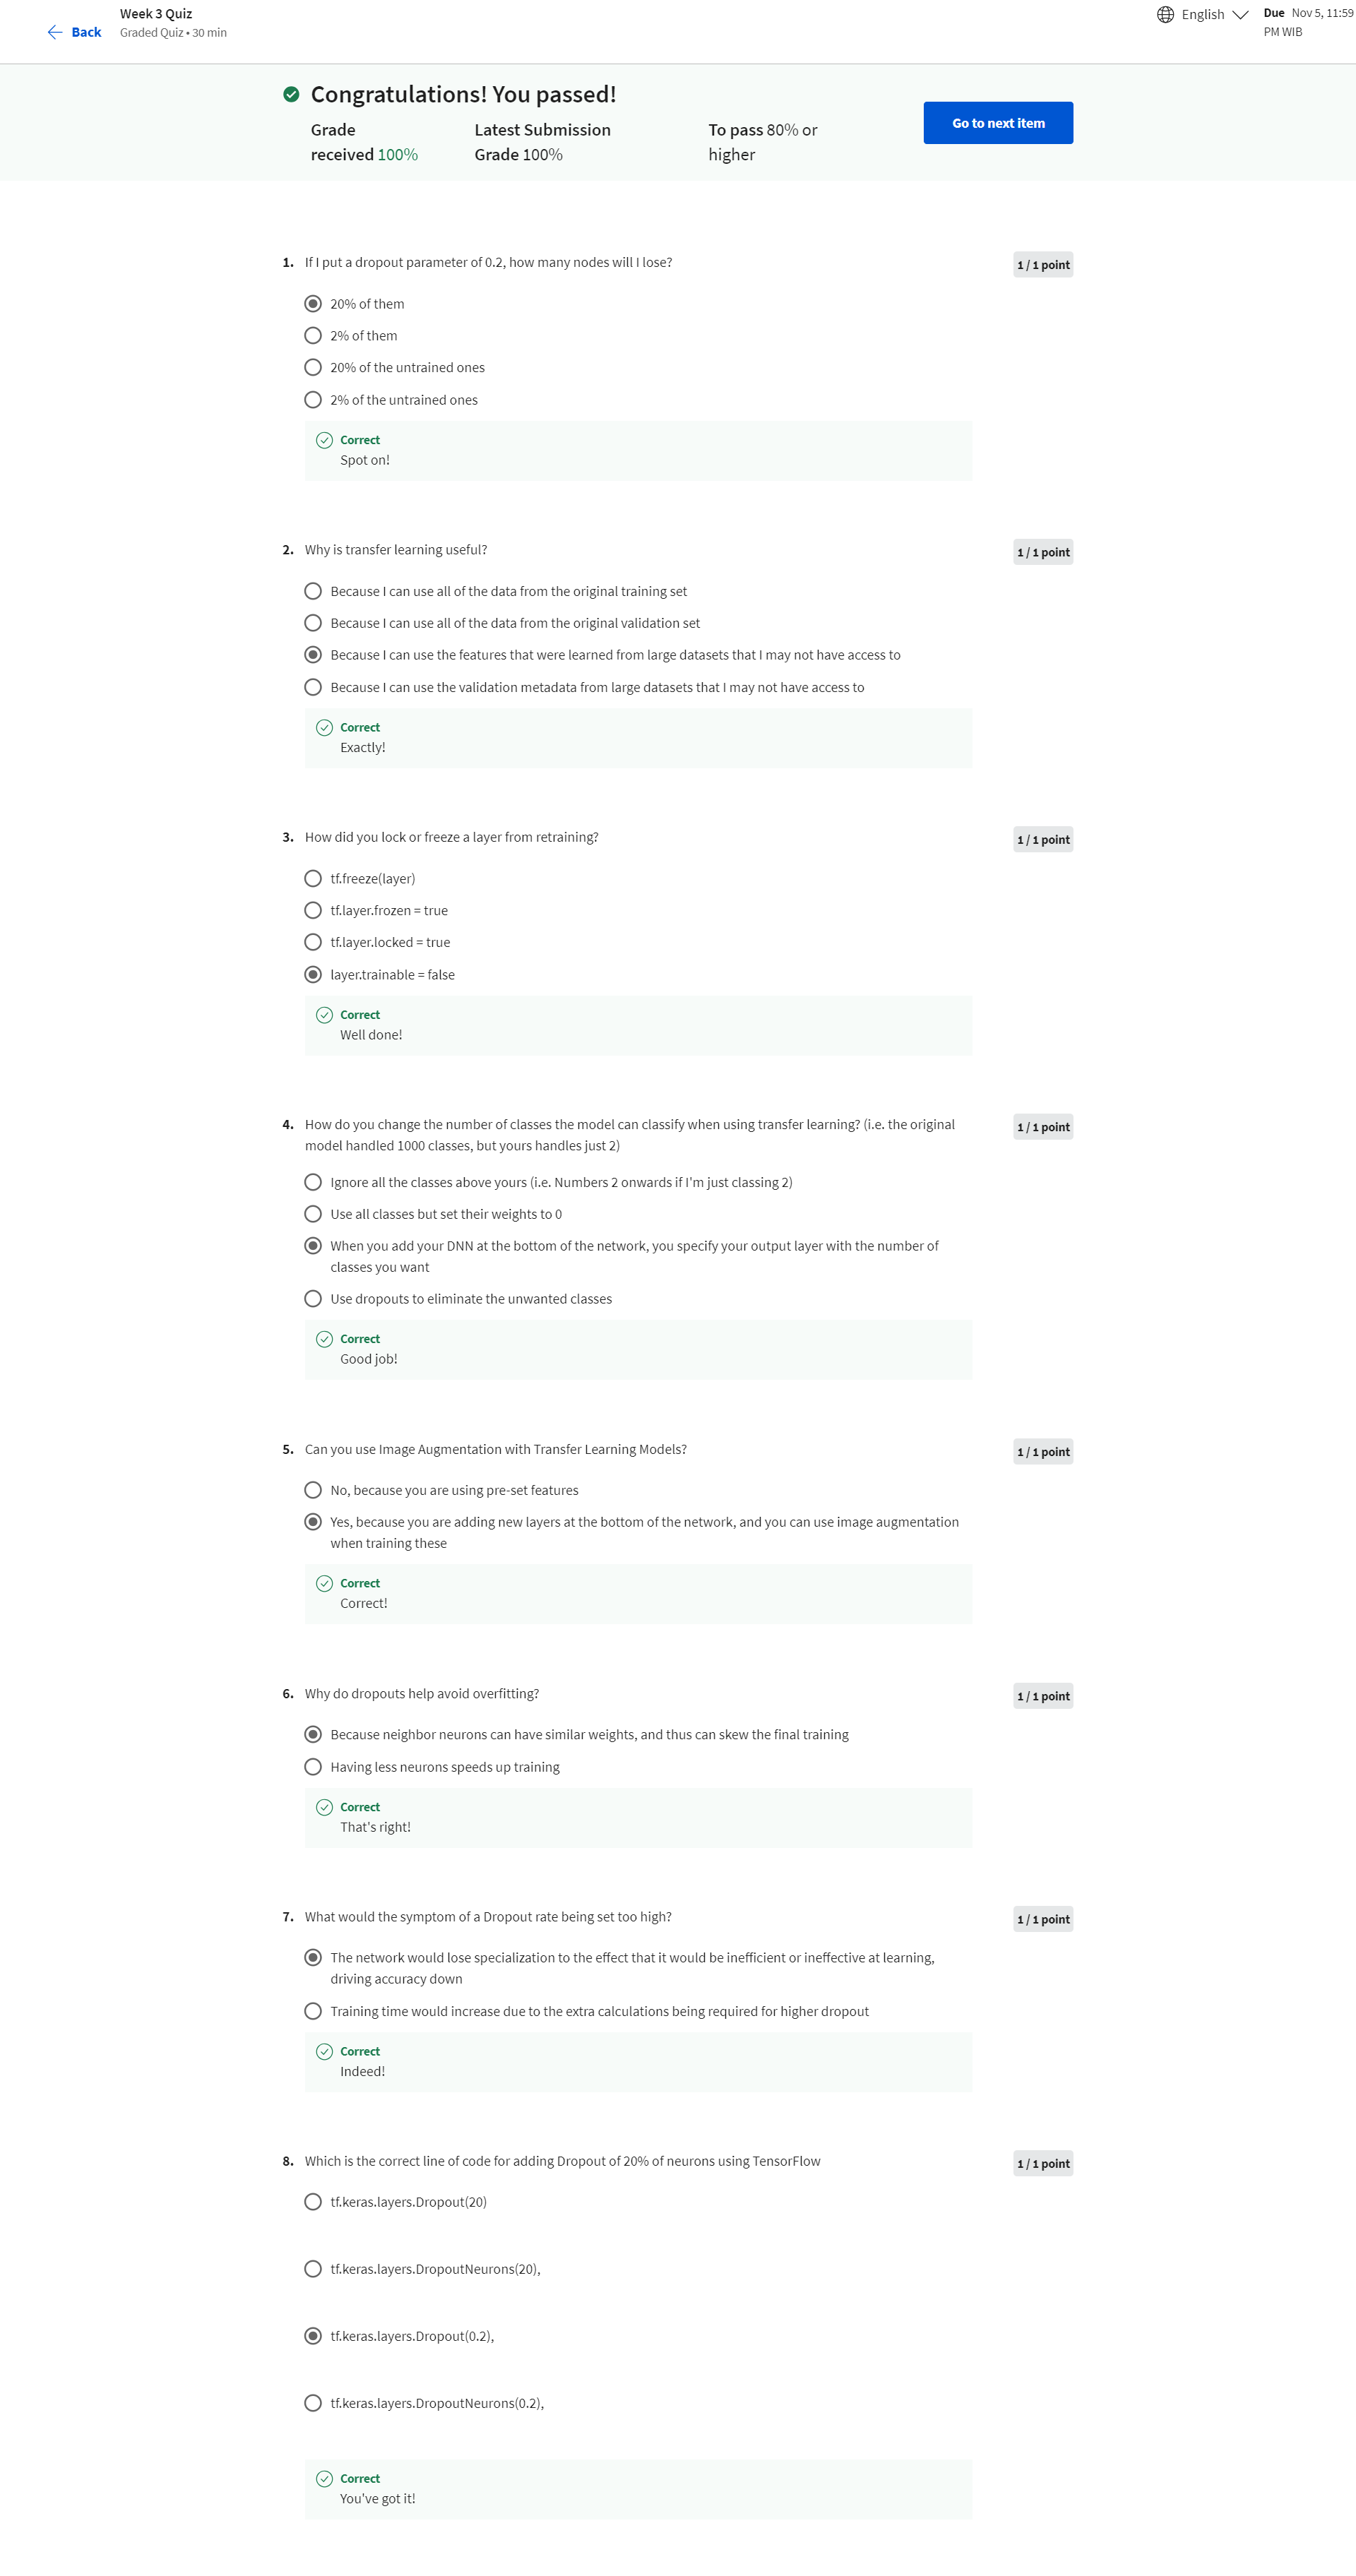 Back
Week 3 Quiz
Graded Quiz • 30 min
English
Due Nov 5, 11:59
PM WIB
Congratulations! You passed!
Grade
received 100%
Latest Submission
Grade 100%
To pass 80% or
higher
Go to next item
1. If I put a dropout parameter of 0.2, how many nodes will I lose?
1 / 1 point
20% of them
2% of them
20% of the untrained ones
2% of the untrained ones
Correct
Spot on!
2. Why is transfer learning useful?
1 / 1 point
Because I can use all of the data from the original training set
Because I can use all of the data from the original validation set
Because I can use the features that were learned from large datasets that I may not have access to
Because I can use the validation metadata from large datasets that I may not have access to
Correct
Exactly!
3. How did you lock or freeze a layer from retraining?
1 / 1 point
tf.freeze(layer)
tf.layer.frozen = true
tf.layer.locked = true
layer.trainable = false
Correct
Well done!
4. How do you change the number of classes the model can classify when using transfer learning? (i.e. the original
model handled 1000 classes, but yours handles just 2)
1 / 1 point
Ignore all the classes above yours (i.e. Numbers 2 onwards if I'm just classing 2)
Use all classes but set their weights to 0
When you add your DNN at the bottom of the network, you specify your output layer with the number of
classes you want
Use dropouts to eliminate the unwanted classes
Correct
Good job!
5. Can you use Image Augmentation with Transfer Learning Models?
1 / 1 point
No, because you are using pre-set features
Yes, because you are adding new layers at the bottom of the network, and you can use image augmentation
when training these
Correct
Correct!
6. Why do dropouts help avoid overfitting?
1 / 1 point
Because neighbor neurons can have similar weights, and thus can skew the final training
Having less neurons speeds up training
Correct
That's right!
7. What would the symptom of a Dropout rate being set too high?
1 / 1 point
The network would lose specialization to the effect that it would be inefficient or ineffective at learning,
driving accuracy down
Training time would increase due to the extra calculations being required for higher dropout
Correct
Indeed!
8. Which is the correct line of code for adding Dropout of 20% of neurons using TensorFlow
1 / 1 point
tf.keras.layers.Dropout(20)
tf.keras.layers.DropoutNeurons(20),
tf.keras.layers.Dropout(0.2),
tf.keras.layers.DropoutNeurons(0.2),
Correct
You've got it!